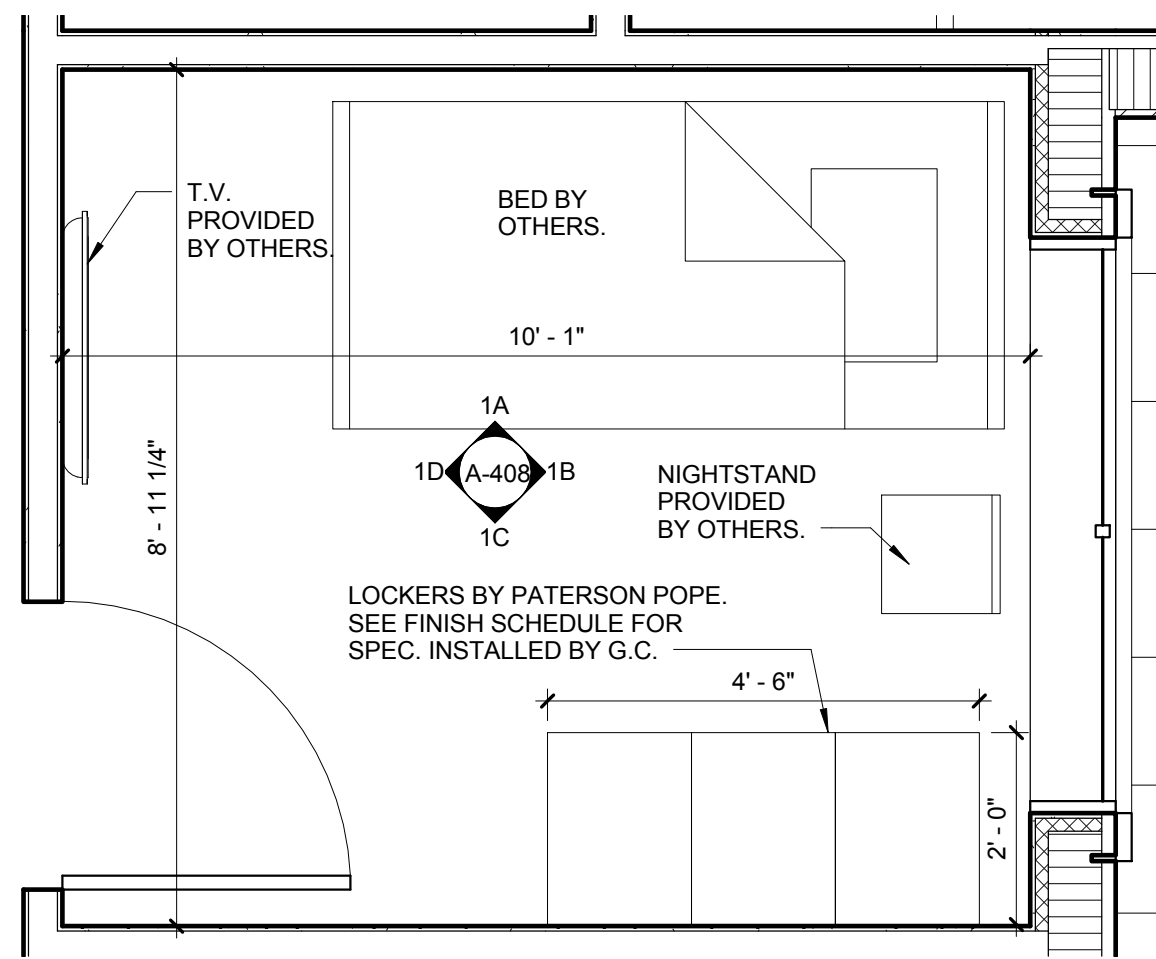 T.V.
PROVIDED
BY OTHERS.
BED BY
OTHERS.
10' - 1"
8' - 11 1/4"
1A
1D
A-408
1B
1C
NIGHTSTAND
PROVIDED
BY OTHERS.
LOCKERS BY PATERSON POPE.
SEE FINISH SCHEDULE FOR
SPEC. INSTALLED BY G.C.
4' - 6"
2' - 0"